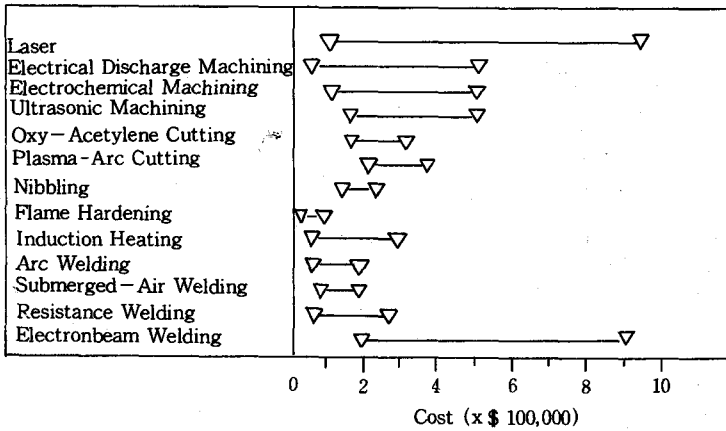 Laser
Electrical Discharge Machining
Electrochemical Machining
Ultrasonic Machining
Oxy-Acetylene Cutting
Plasma-Arc Cutting
Nibbling
Flame Hardening
Induction Heating
Arc Welding
Submerged-Air Welding
Resistance Welding
Electronbeam Welding
0 2 4 6 8 10
Cost (x $ 100,000)